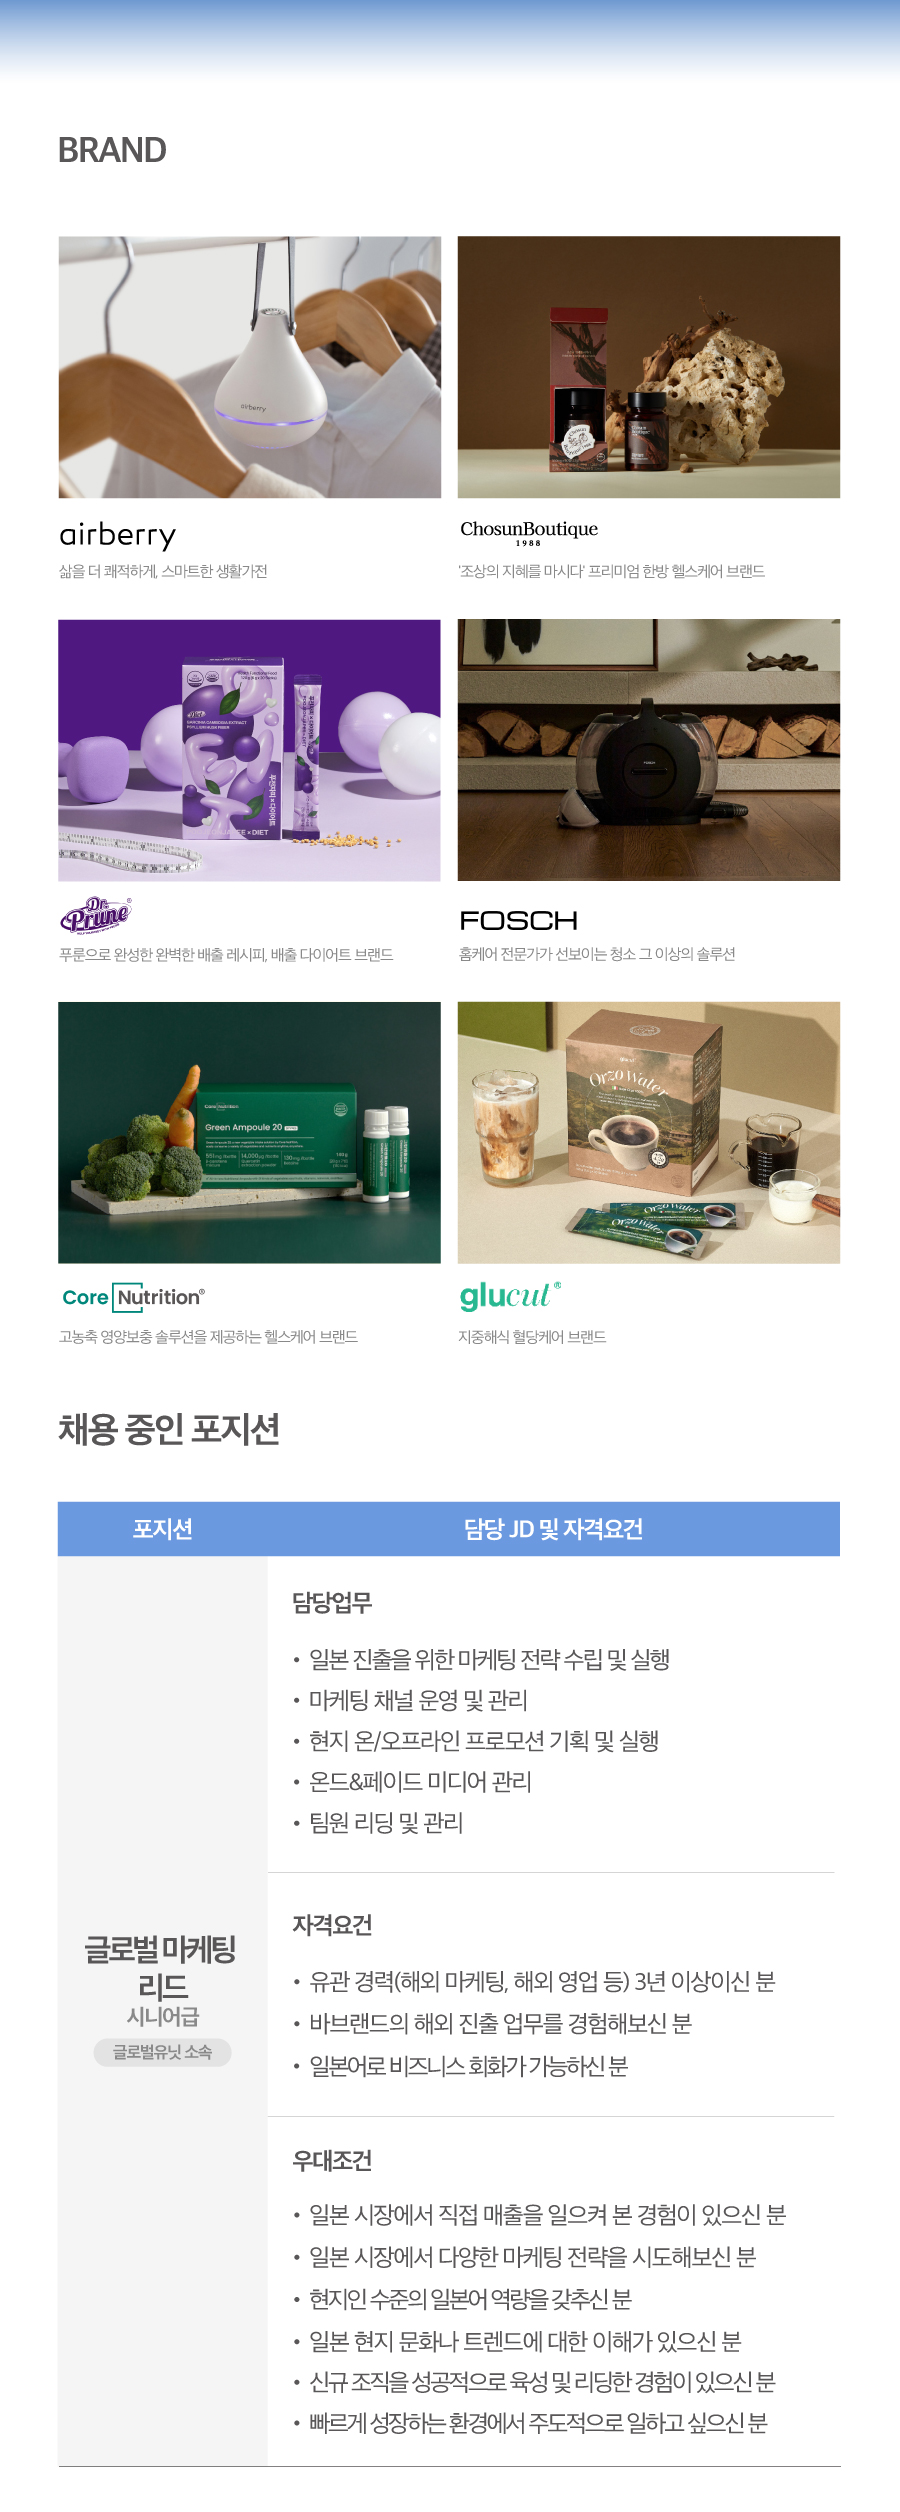 BRAND
airberry
airberry
ChosunBoutique
1988
삶을 더 쾌적하게, 스마트한 생활가전
'조상의 지혜를 마시다' 프리미엄 한방 헬스케어 브랜드
Diet
GARCINIA CAMBOGIA EXTRACT
FOSCH
Dr.
Prune
FOSCH
푸룬으로 완성한 완벽한 배출 레시피, 배출 다이어트 브랜드
홈케어 전문가가 선보이는 청소 그 이상의 솔루션
Core Nutrition
Green Ampoule 20
glucut
Orzo Water
Orzo Water
Orzo Water
Core Nutrition®
glucut®
고농축 영양보충 솔루션을 제공하는 헬스케어 브랜드
지중해식 혈당케어 브랜드
채용 중인 포지션
포지션
담당 JD 및 자격요건
글로벌 마케팅
리드
시니어급
글로벌유닛 소속
담당업무
• 일본 진출을 위한 마케팅 전략 수립 및 실행
• 마케팅 채널 운영 및 관리
• 현지 온/오프라인 프로모션 기획 및 실행
• 온드&페이드 미디어 관리
• 팀원 리딩 및 관리
자격요건
• 유관 경력(해외 마케팅, 해외 영업 등) 3년 이상이신 분
• 바브랜드의 해외 진출 업무를 경험해보신 분
• 일본어로 비즈니스 회화가 가능하신 분
우대조건
• 일본 시장에서 직접 매출을 일으켜 본 경험이 있으신 분
• 일본 시장에서 다양한 마케팅 전략을 시도해보신 분
• 현지인 수준의 일본어 역량을 갖추신 분
• 일본 현지 문화나 트렌드에 대한 이해가 있으신 분
• 신규 조직을 성공적으로 육성 및 리딩한 경험이 있으신 분
• 빠르게 성장하는 환경에서 주도적으로 일하고 싶으신 분